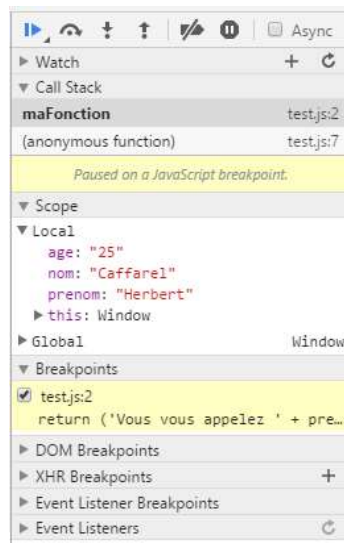 Async
Watch
Call Stack
maFonction test.js:2
(anonymous function) test.js:7
Paused on a JavaScript breakpoint.
Scope
Local
age: "25"
nom: "Caffarel"
prenom: "Herbert"
this: Window
Global Window
Breakpoints
test.js:2
return ('Vous vous appelez ' + pre…
DOM Breakpoints
XHR Breakpoints
Event Listener Breakpoints
Event Listeners